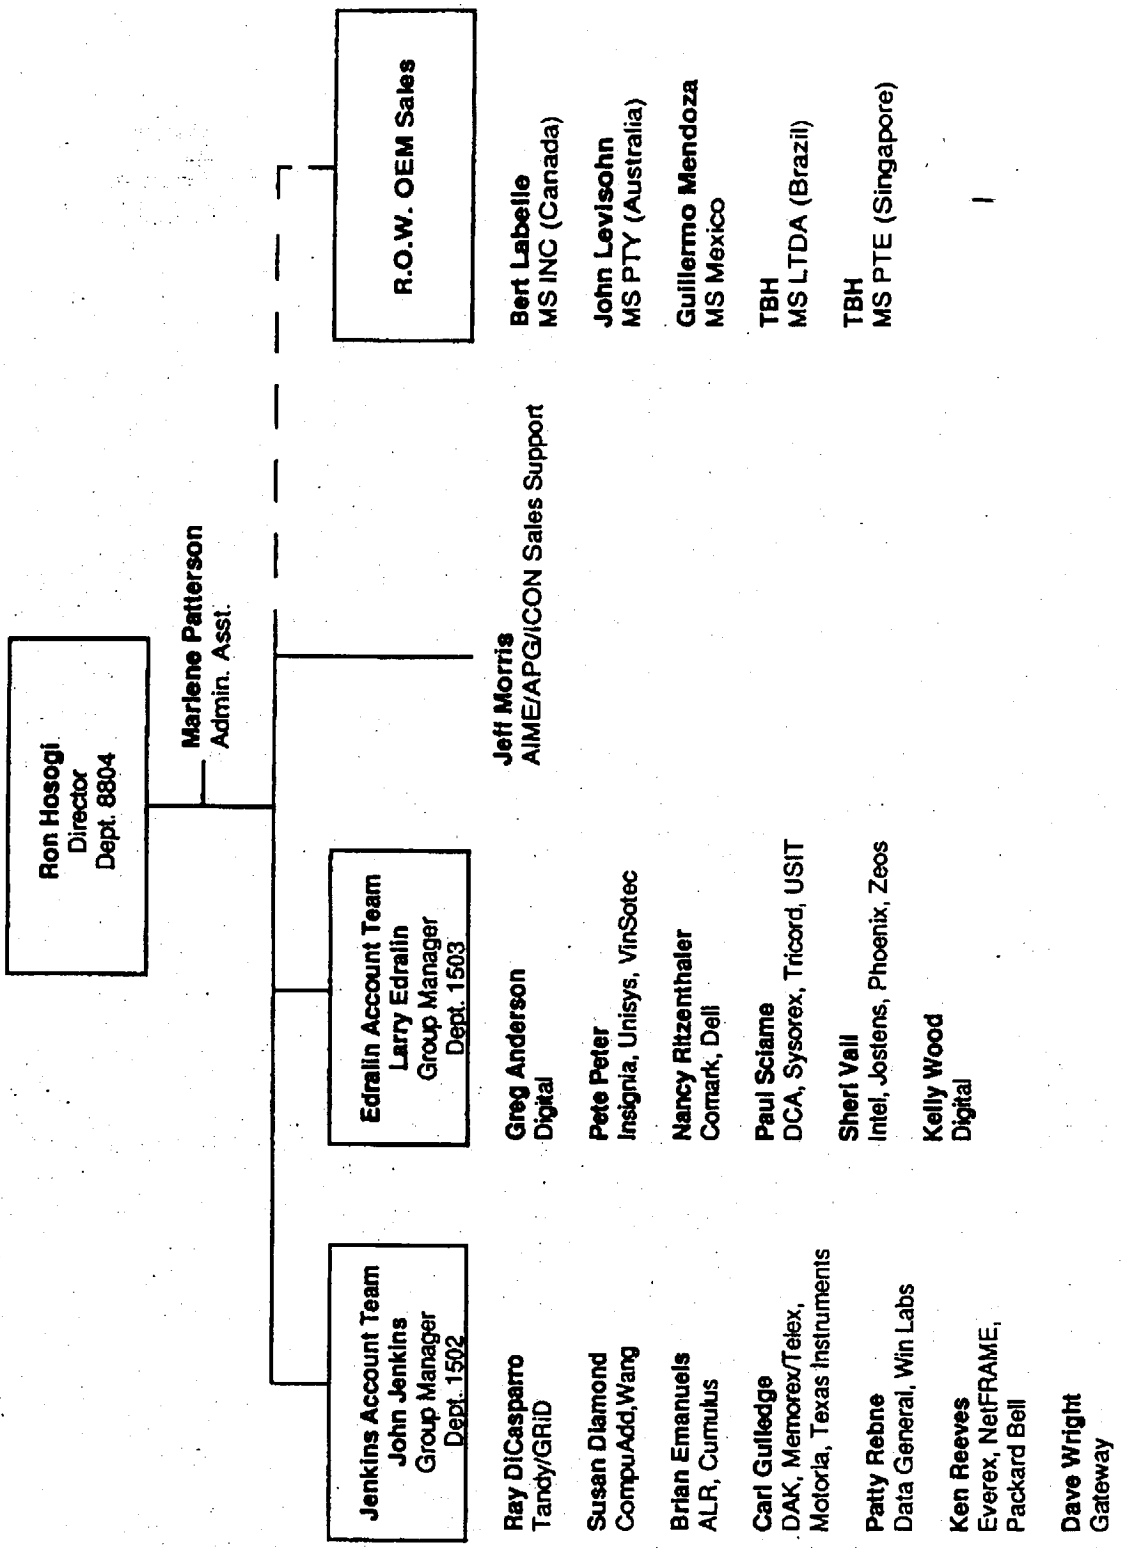 Ron Hosogi
Director
Dept. 8804
Marlene Patterson
Admin. Asst.
Jenkins Account Team
John Jenkins
Group Manager
Dept. 1502
Ray DiCasparro
Tandy/GRiD
Susan Diamond
CompuAdd,Wang
Brian Emanuels
ALR, Cumulus
Carl Gulledge
DAK, Memorex/Telex,
Motorla, Texas Instruments
Patty Rebne
Data General, Win Labs
Ken Reeves
Everex, NetFRAME,
Packard Bell
Dave Wright
Gateway
Edralin Account Team
Larry Edralin
Group Manager
Dept. 1503
Greg Anderson
Digital
Pete Peter
Insignia, Unisys, VinSotec
Nancy Ritzenthaler
Comark, Dell
Paul Sciame
DCA, Sysorex, Tricord, USIT
Sheri Vail
Intel, Jostens, Phoenix, Zeos
Kelly Wood
Digital
Jeff Morris
AIME/APG/ICON Sales Support
R.O.W. OEM Sales
Bert Labelle
MS INC (Canada)
John Levisohn
MS PTY (Australia)
Guillermo Mendoza
MS Mexico
TBH
MS LTDA (Brazil)
TBH
MS PTE (Singapore)